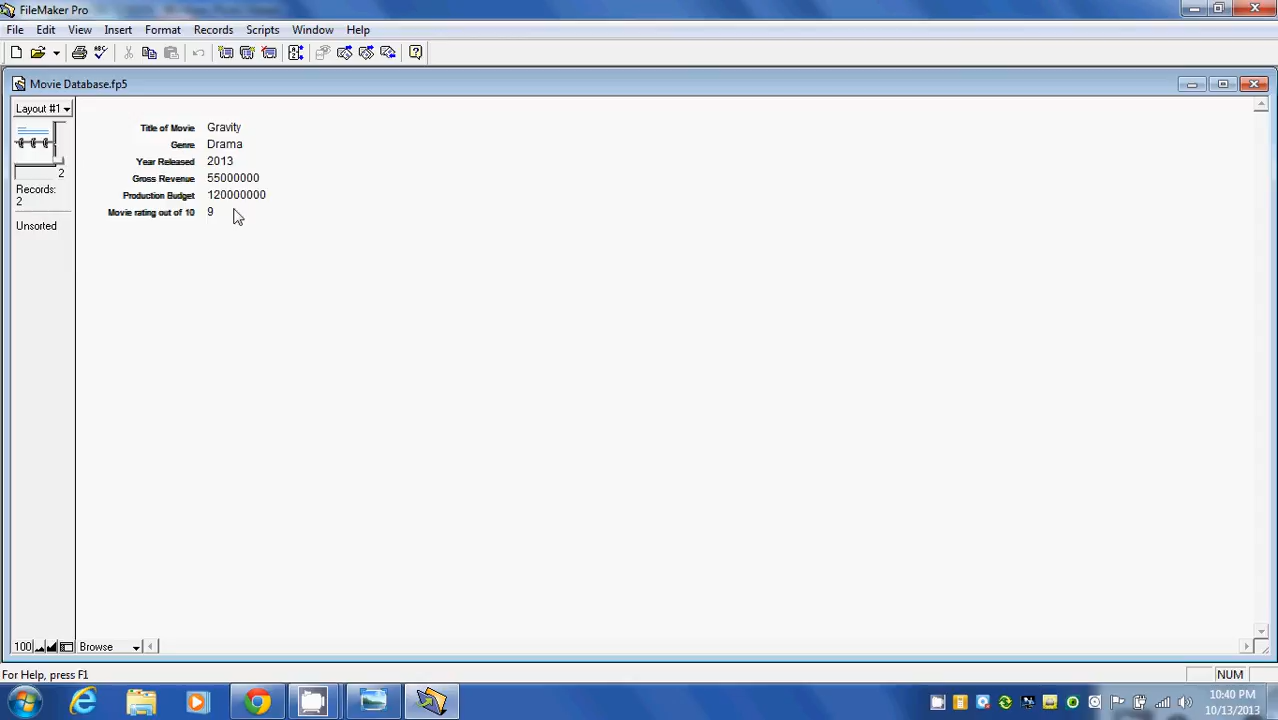 FileMaker Pro
File Edit View Insert Format Records Scripts Window Help
Movie Database.fp5
Layout #1
Title of Movie Gravity
Genre Drama
Year Released 2013
Gross Revenue 55000000
Production Budget 120000000
Movie rating out of 10 9
2
Records:
2
Unsorted
100 Browse
For Help, press F1
NUM
10:40 PM
10/13/2013